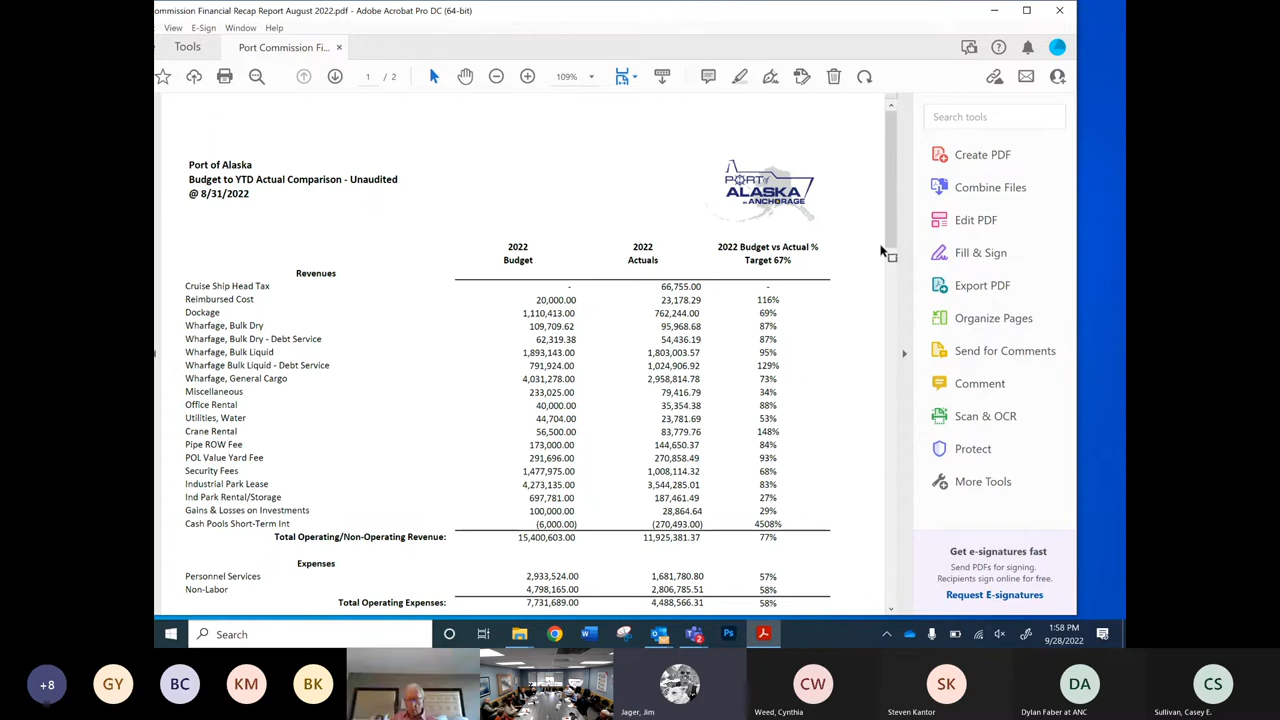 ommission Financial Recap Report August 2022.pdf - Adobe Acrobat Pro DC (64-bit)
View E-Sign Window Help
Tools Port Commission Fi... ×
1 / 2 109%
Search tools
Create PDF
Combine Files
Edit PDF
Fill & Sign
Export PDF
Organize Pages
Send for Comments
Comment
Scan & OCR
Protect
More Tools
Get e-signatures fast
Send PDFs for signing.
Recipients sign online for free.
Request E-signatures
Port of Alaska
Budget to YTD Actual Comparison - Unaudited
@ 8/31/2022
PORT of
ALASKA
IN ANCHORAGE
2022 2022 2022 Budget vs Actual %
Budget Actuals Target 67%
Revenues
Cruise Ship Head Tax - 66,755.00 -
Reimbursed Cost 20,000.00 23,178.29 116%
Dockage 1,110,413.00 762,244.00 69%
Wharfage, Bulk Dry 109,709.62 95,968.68 87%
Wharfage, Bulk Dry - Debt Service 62,319.38 54,436.19 87%
Wharfage, Bulk Liquid 1,893,143.00 1,803,003.57 95%
Wharfage Bulk Liquid - Debt Service 791,924.00 1,024,906.92 129%
Wharfage, General Cargo 4,031,278.00 2,958,814.78 73%
Miscellaneous 233,025.00 79,416.79 34%
Office Rental 40,000.00 35,354.38 88%
Utilities, Water 44,704.00 23,781.69 53%
Crane Rental 56,500.00 83,779.76 148%
Pipe ROW Fee 173,000.00 144,650.37 84%
POL Value Yard Fee 291,696.00 270,858.49 93%
Security Fees 1,477,975.00 1,008,114.32 68%
Industrial Park Lease 4,273,135.00 3,544,285.01 83%
Ind Park Rental/Storage 697,781.00 187,461.49 27%
Gains & Losses on Investments 100,000.00 28,864.64 29%
Cash Pools Short-Term Int (6,000.00) (270,493.00) 4508%
Total Operating/Non-Operating Revenue: 15,400,603.00 11,925,381.37 77%
Expenses
Personnel Services 2,933,524.00 1,681,780.80 57%
Non-Labor 4,798,165.00 2,806,785.51 58%
Total Operating Expenses: 7,731,689.00 4,488,566.31 58%
Search
1:58 PM
9/28/2022
+8 GY BC KM BK CW SK DA CS
Jager, Jim Weed, Cynthia Steven Kantor Dylan Faber at ANC Sullivan, Casey E.